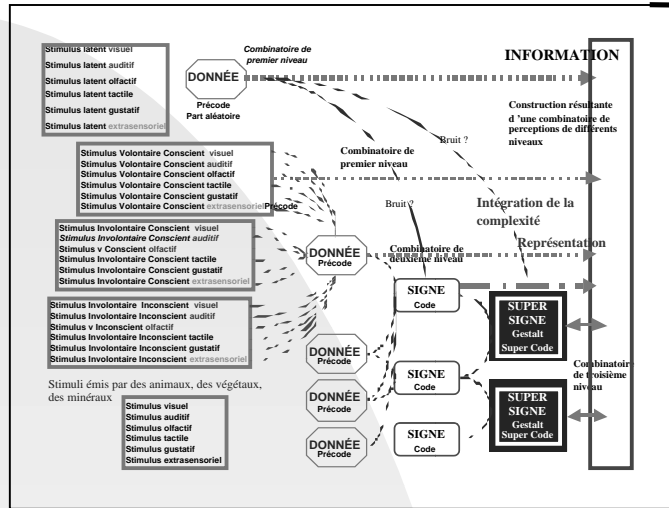 Stimulus latent visuel
Stimulus latent auditif
Stimulus latent olfactif
Stimulus latent tactile
Stimulus latent gustatif
Stimulus latent extrasensoriel
DONNÉE
Précode
Part aléatoire
Combinatoire de
premier niveau
INFORMATION
Construction résultante
d 'une combinatoire de
perceptions de différents
niveaux
Combinatoire de
premier niveau
Bruit ?
Stimulus Volontaire Conscient visuel
Stimulus Volontaire Conscient auditif
Stimulus Volontaire Conscient olfactif
Stimulus Volontaire Conscient tactile
Stimulus Volontaire Conscient gustatif
Stimulus Volontaire Conscient extrasensorielPrécode
Bruit ?
Intégration de la
complexité
Représentation
Stimulus Involontaire Conscient visuel
Stimulus Involontaire Conscient auditif
Stimulus v Conscient olfactif
Stimulus Involontaire Conscient tactile
Stimulus Involontaire Conscient gustatif
Stimulus Involontaire Conscient extrasensoriel
DONNÉE
Précode
Combinatoire de
deuxième niveau
SIGNE
Code
SUPER
SIGNE
Gestalt
Super Code
Stimulus Involontaire Inconscient visuel
Stimulus Involontaire Inconscient auditif
Stimulus v Inconscient olfactif
Stimulus Involontaire Inconscient tactile
Stimulus Involontaire Inconscient gustatif
Stimulus Involontaire Inconscient extrasensoriel
DONNÉE
Précode
SIGNE
Code
Combinatoire
de troisième
niveau
Stimuli émis par des animaux, des végétaux,
des minéraux
Stimulus visuel
Stimulus auditif
Stimulus olfactif
Stimulus tactile
Stimulus gustatif
Stimulus extrasensoriel
DONNÉE
Précode
SUPER
SIGNE
Gestalt
Super Code
DONNÉE
Précode
SIGNE
Code